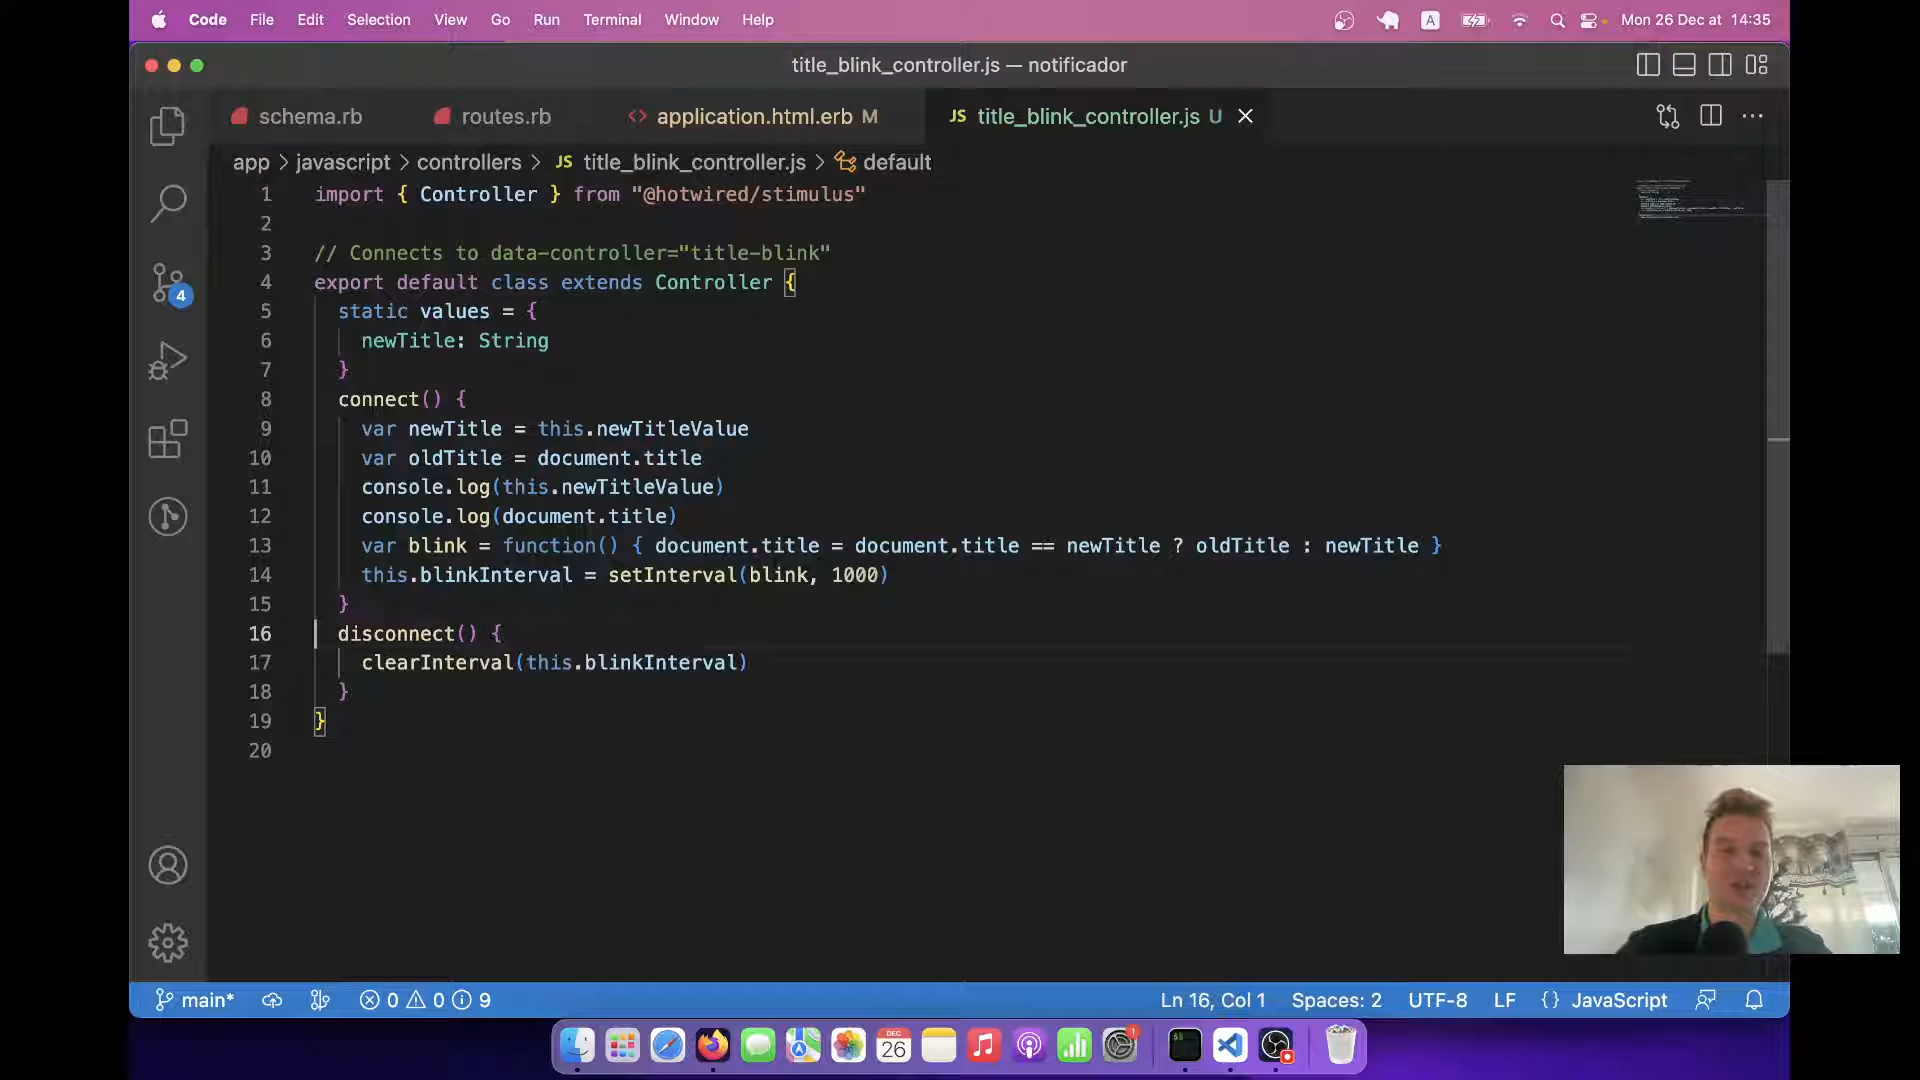 Code File Edit Selection View Go Run Terminal Window Help A Mon 26 Dec at 14:35
title_blink_controller.js — notificador
schema.rb routes.rb <> application.html.erb M JS title_blink_controller.js U
app > javascript > controllers > JS title_blink_controller.js > default
1 import { Controller } from "@hotwired/stimulus"
2
3 // Connects to data-controller="title-blink"
4 export default class extends Controller {
5 static values = {
6 newTitle: String
7 }
8 connect() {
9 var newTitle = this.newTitleValue
10 var oldTitle = document.title
11 console.log(this.newTitleValue)
12 console.log(document.title)
13 var blink = function() { document.title = document.title == newTitle ? oldTitle : newTitle }
14 this.blinkInterval = setInterval(blink, 1000)
15 }
16 disconnect() {
17 clearInterval(this.blinkInterval)
18 }
19 }
20
4
main* 0 0 9 Ln 16, Col 1 Spaces: 2 UTF-8 LF {} JavaScript
DEC
26
1